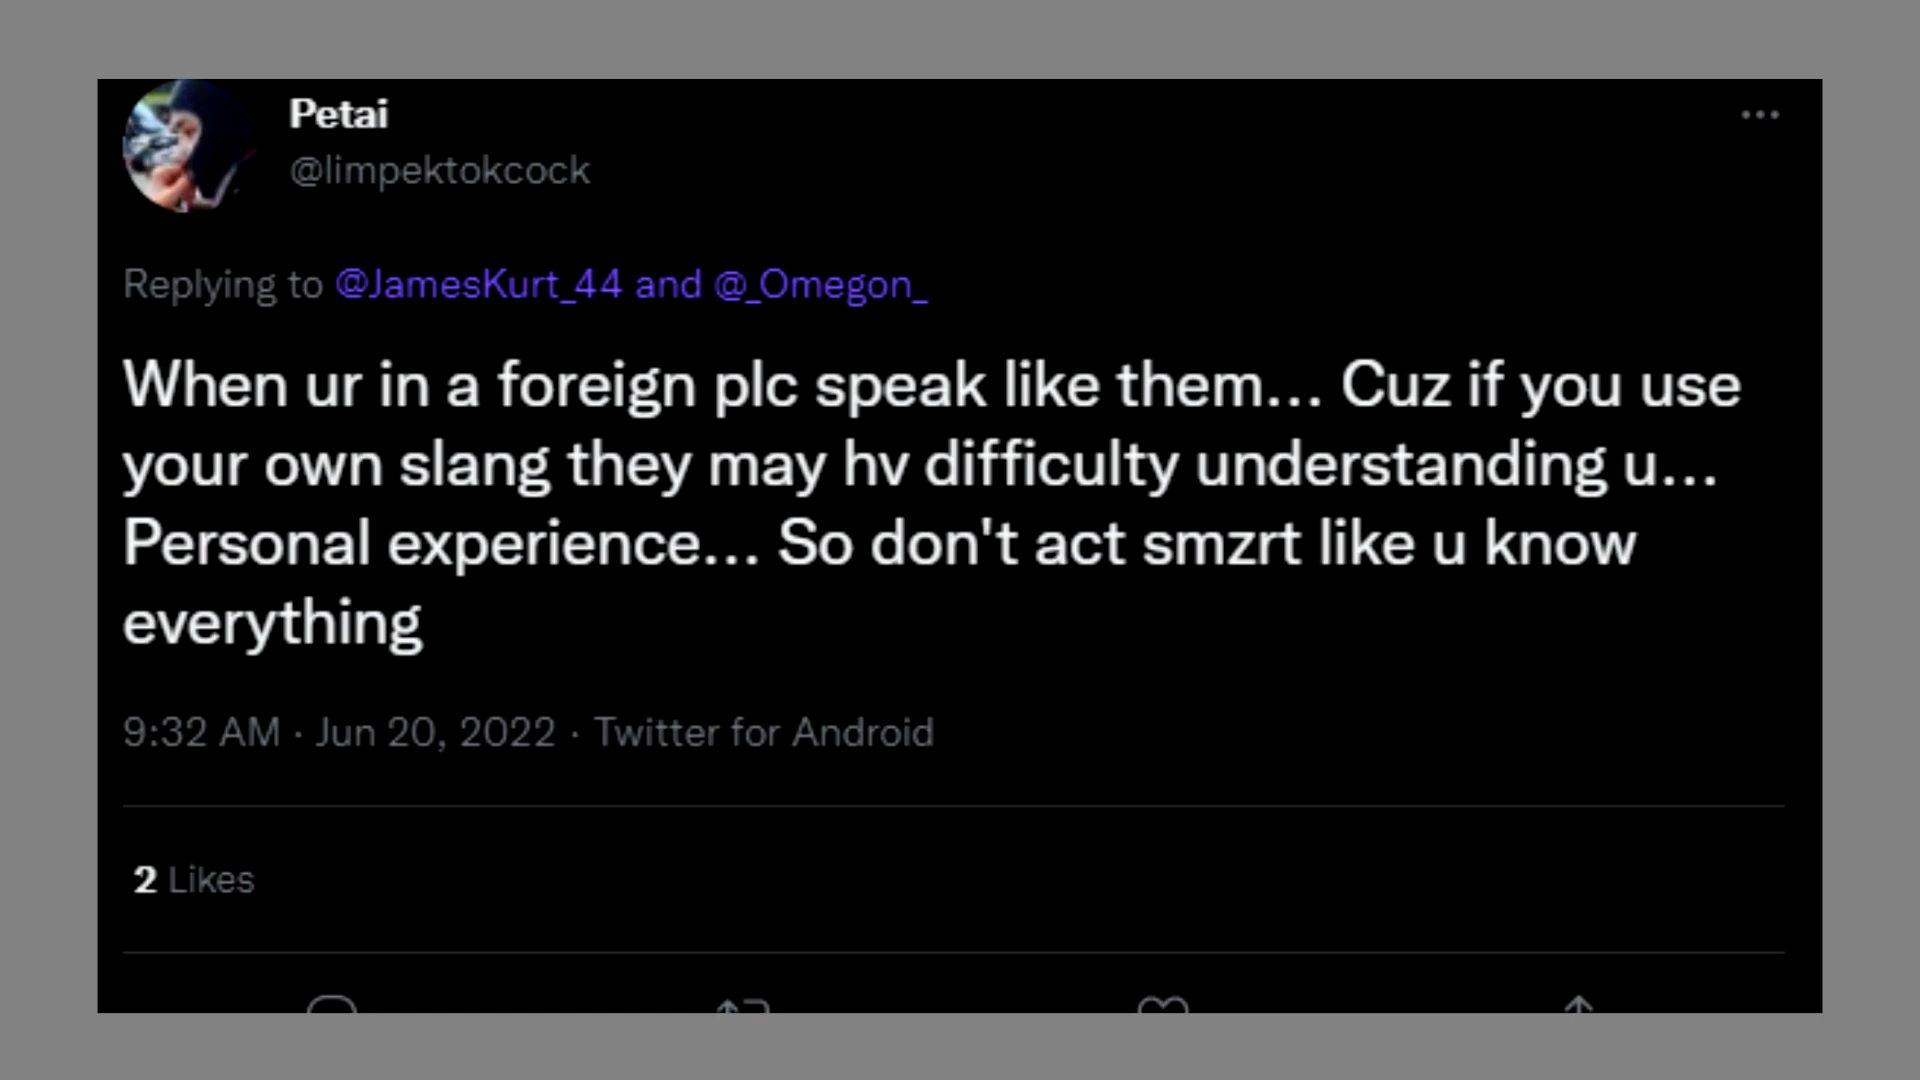 Petai
@limpektokcock
Replying to @JamesKurt_44 and @_Omegon_
When ur in a foreign plc speak like them... Cuz if you use
your own slang they may hv difficulty understanding u...
Personal experience... So don't act smzrt like u know
everything
9:32 AM · Jun 20, 2022 · Twitter for Android
2 Likes